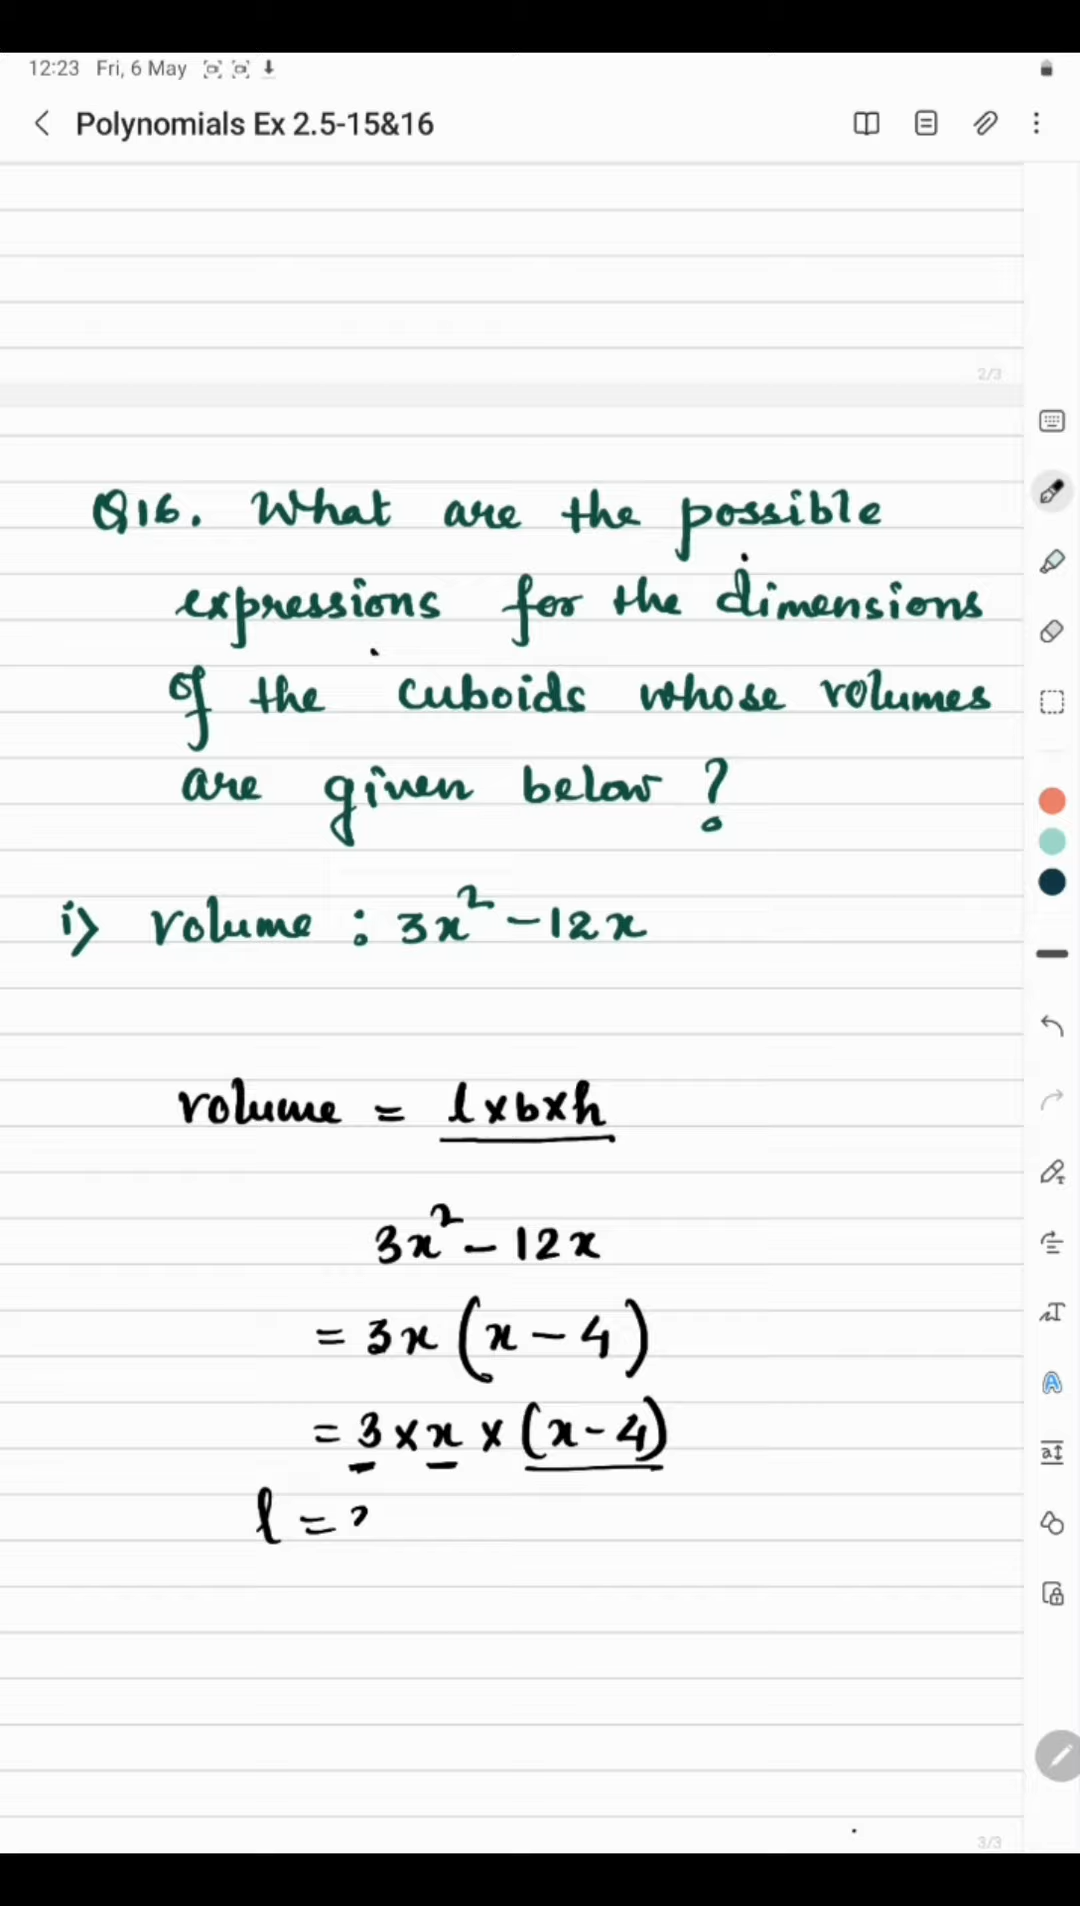 12:23 Fri, 6 May
Polynomials Ex 2.5-15&16
2/3
Q16. What are the possible
expressions for the dimensions
of the cuboids whose volumes
are given below ?
i) volume : 3x² - 12x
volume = l x b x h
3x² - 12x
= 3x (x - 4)
= 3 × x × (x - 4)
l =
3/3